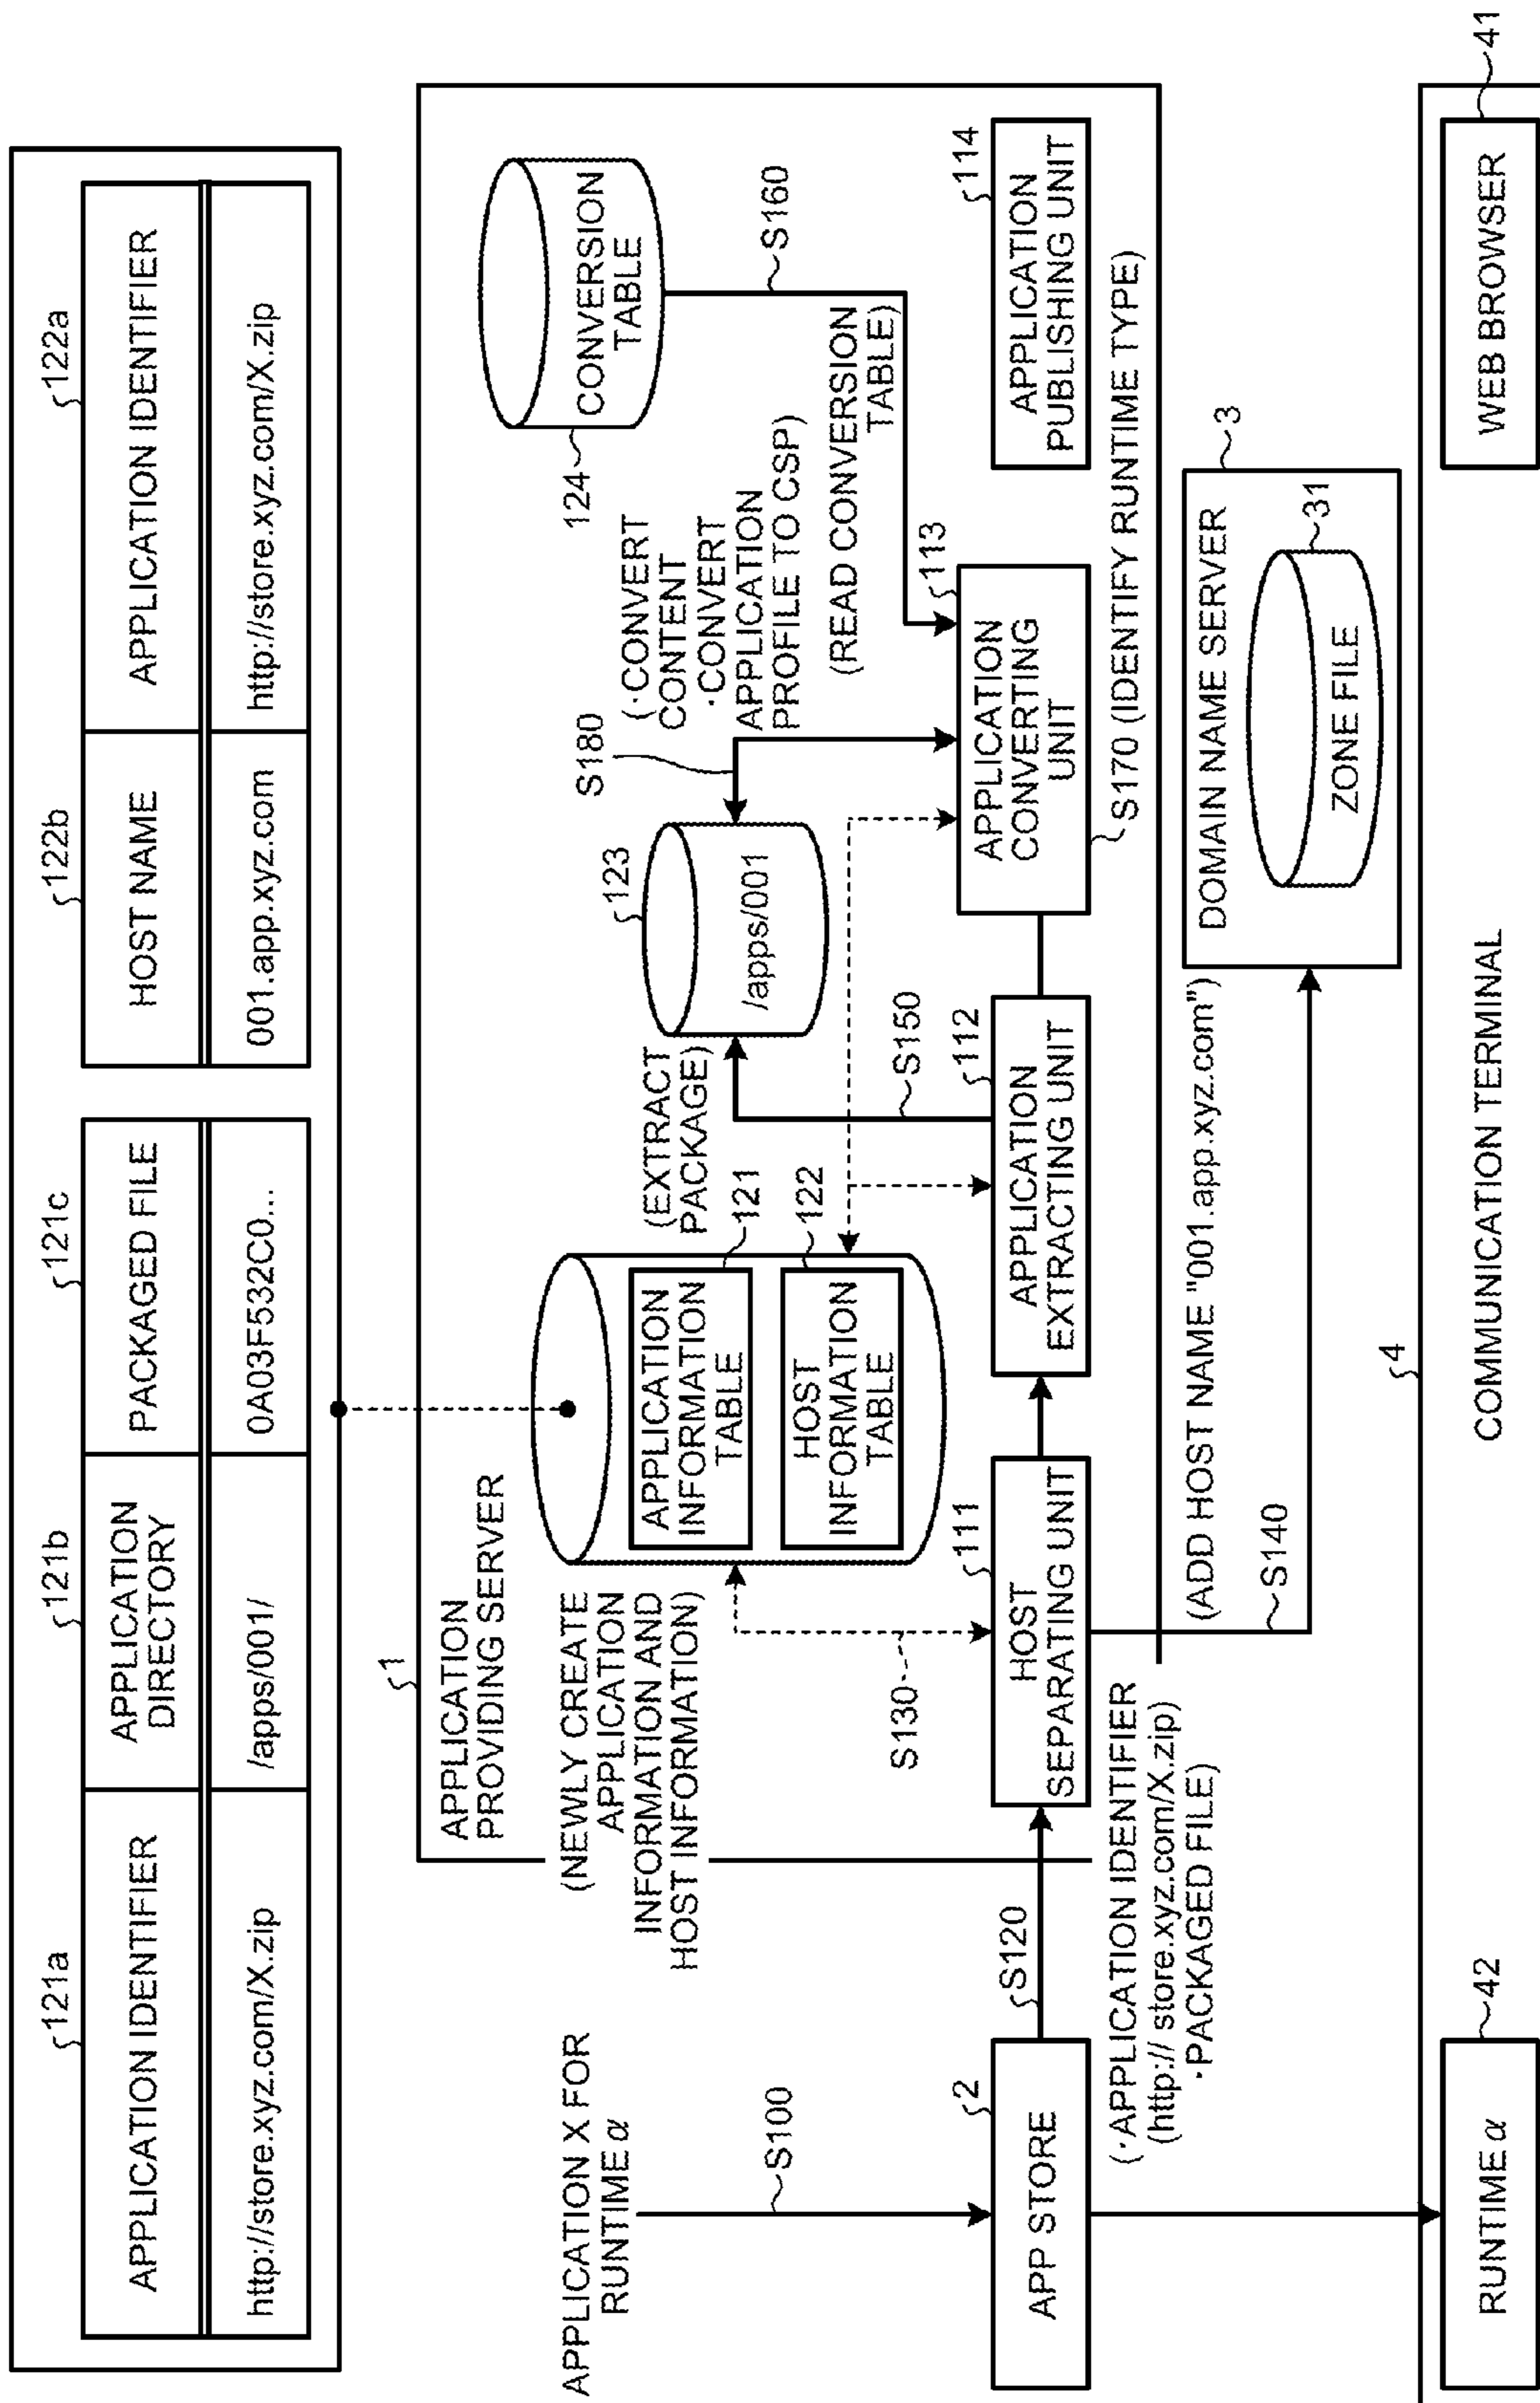 121a
121b
121c
122b
122a
APPLICATION IDENTIFIER
APPLICATION
DIRECTORY
PACKAGED FILE
HOST NAME
APPLICATION IDENTIFIER
http://store.xyz.com/X.zip
/apps/001/
0A03F532C0...
001.app.xyz.com
http://store.xyz.com/X.zip
1
APPLICATION
PROVIDING SERVER
(NEWLY CREATE
APPLICATION
INFORMATION AND
HOST INFORMATION)
APPLICATION
INFORMATION
TABLE
121
HOST
INFORMATION
TABLE
122
(EXTRACT
PACKAGE)
123
/apps/001
S180
(·CONVERT
CONTENT
·CONVERT
APPLICATION
PROFILE TO CSP)
124
CONVERSION
TABLE
S160
(READ CONVERSION
TABLE)
APPLICATION X FOR
RUNTIME α
S100
S130
S150
2
APP STORE
S120
111
HOST
SEPARATING UNIT
112
APPLICATION
EXTRACTING UNIT
113
APPLICATION
CONVERTING
UNIT
114
APPLICATION
PUBLISHING UNIT
S170 (IDENTIFY RUNTIME TYPE)
(·APPLICATION IDENTIFIER
(http:// store.xyz.com/X.zip)
·PACKAGED FILE)
(ADD HOST NAME "001.app.xyz.com")
S140
DOMAIN NAME SERVER
3
31
ZONE FILE
4
42
RUNTIME α
COMMUNICATION TERMINAL
WEB BROWSER
41